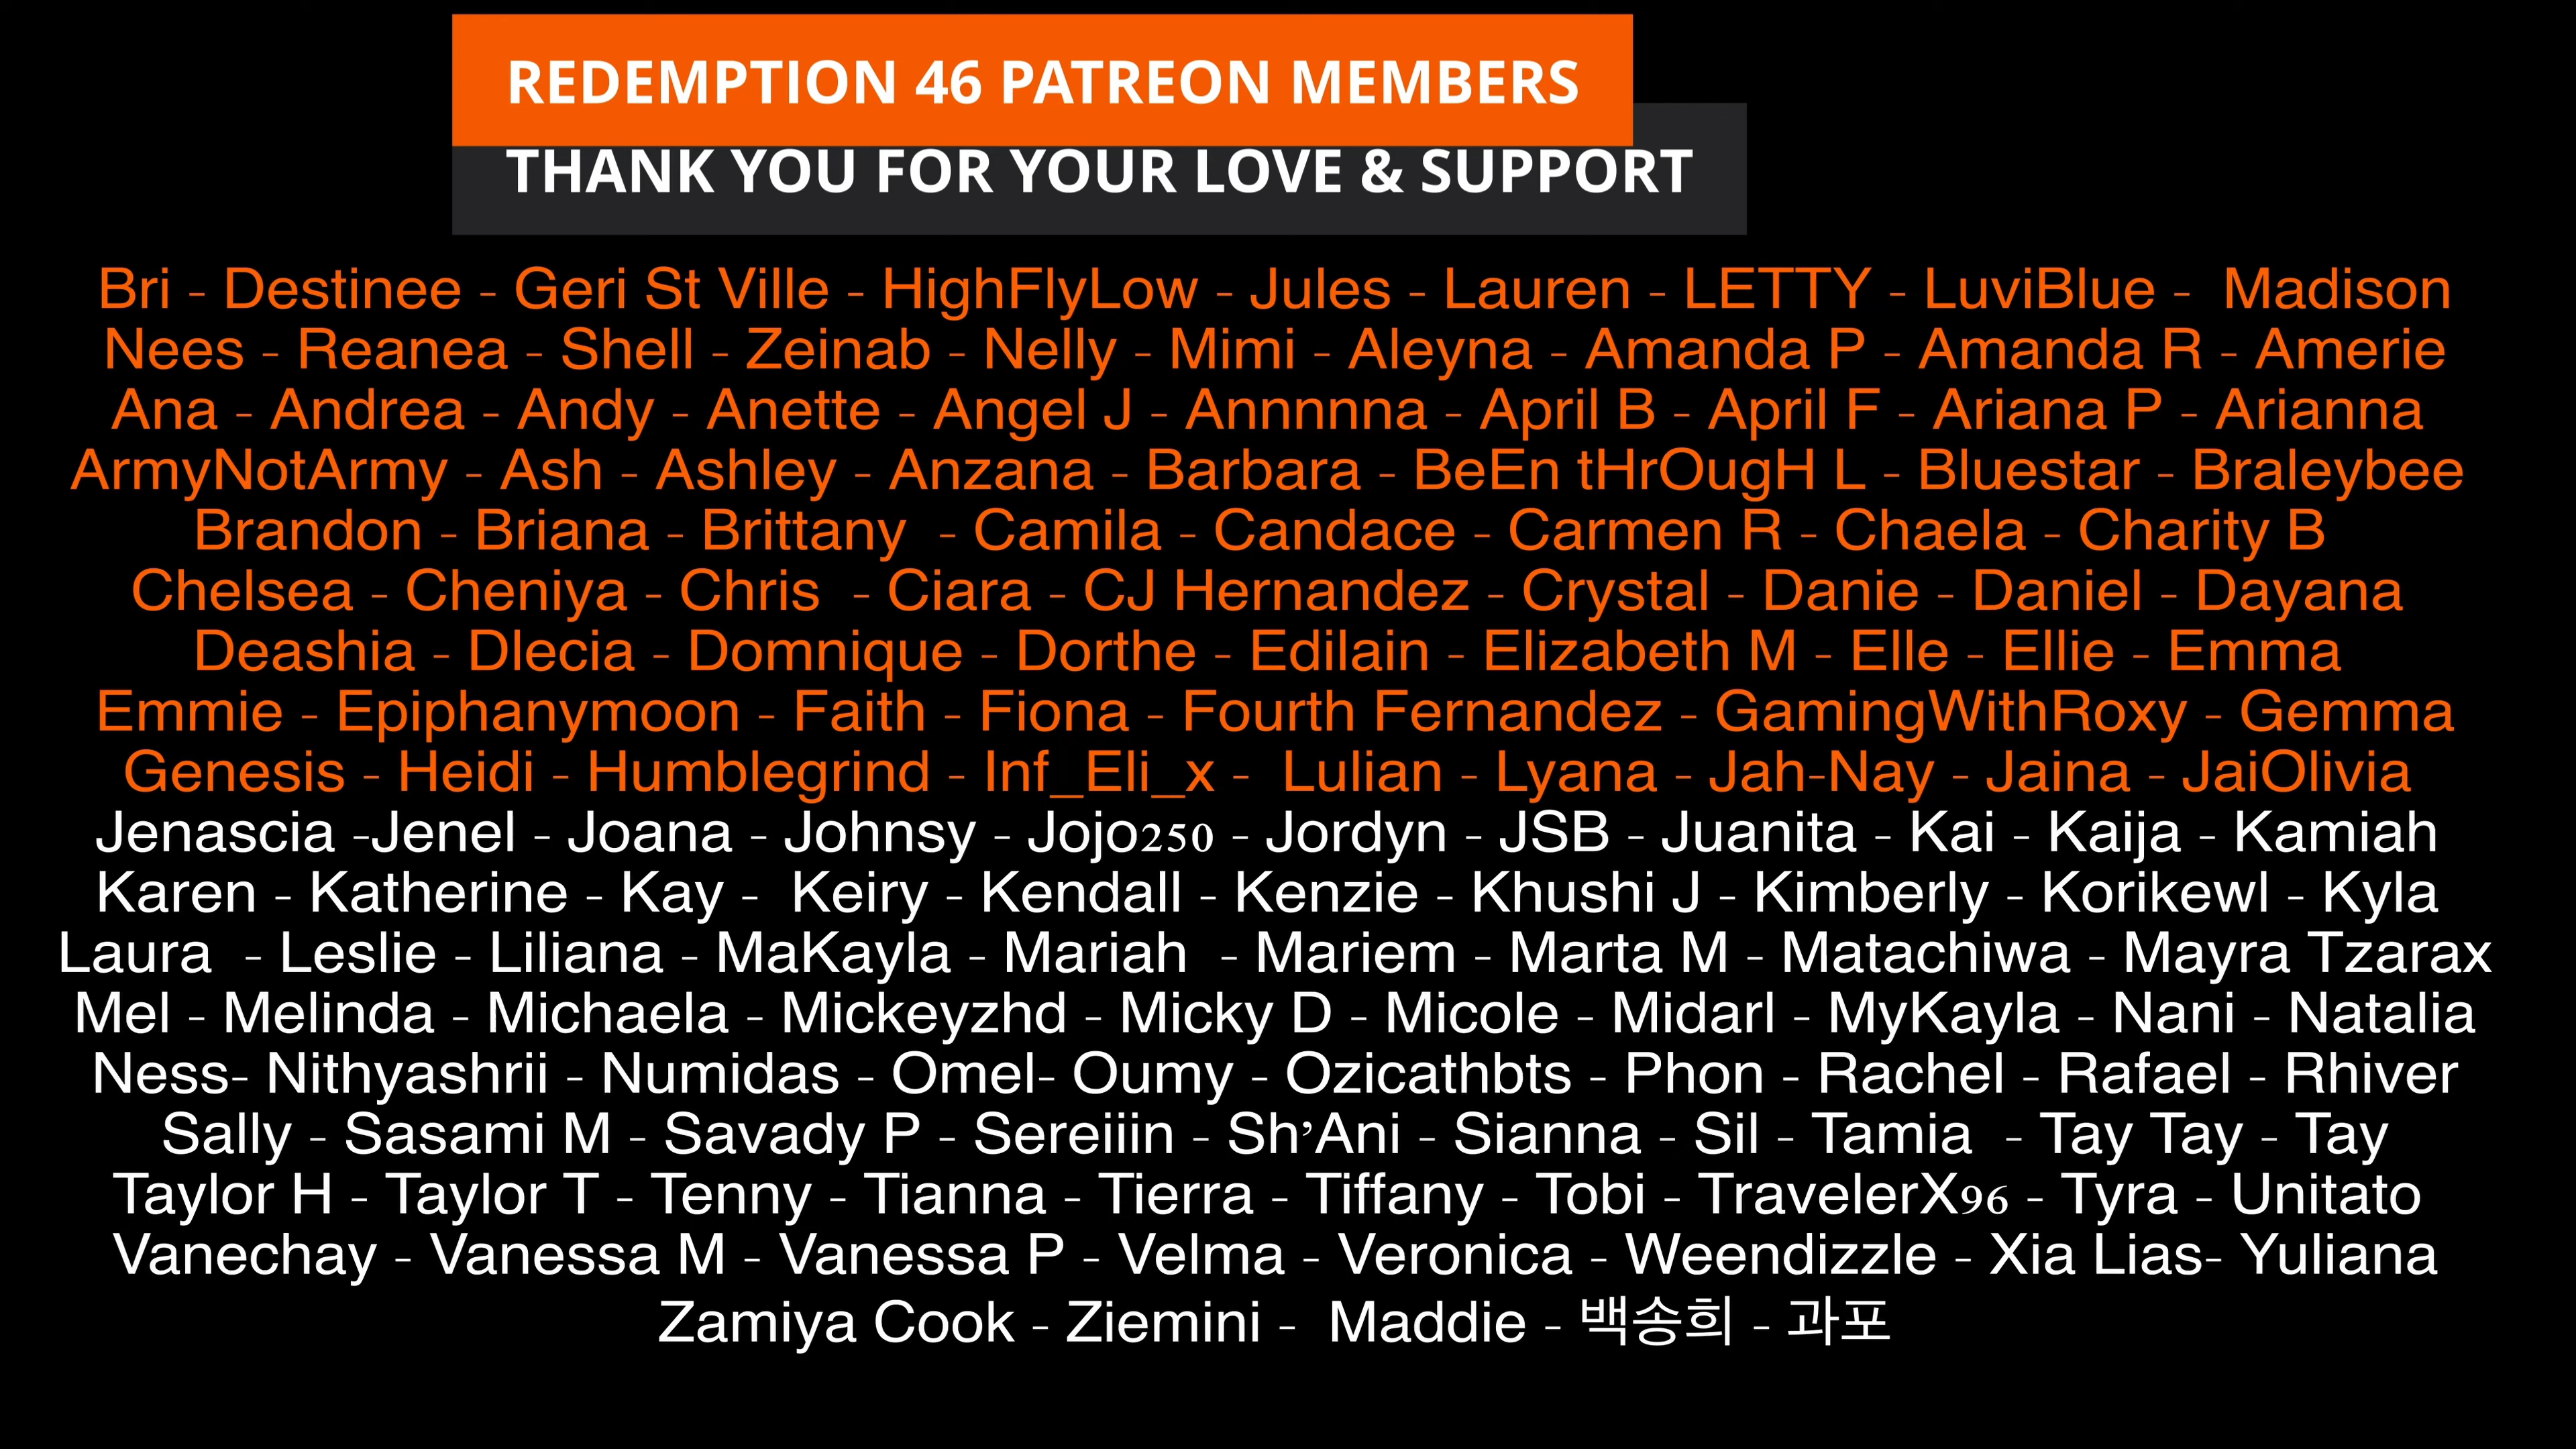 REDEMPTION 46 PATREON MEMBERS
THANK YOU FOR YOUR LOVE & SUPPORT
Bri - Destinee - Geri St Ville - HighFlyLow - Jules - Lauren - LETTY - LuviBlue - Madison
Nees - Reanea - Shell - Zeinab - Nelly - Mimi - Aleyna - Amanda P - Amanda R - Amerie
Ana - Andrea - Andy - Anette - Angel J - Annnnna - April B - April F - Ariana P - Arianna
ArmyNotArmy - Ash - Ashley - Anzana - Barbara - BeEn tHrOugH L - Bluestar - Braleybee
Brandon - Briana - Brittany - Camila - Candace - Carmen R - Chaela - Charity B
Chelsea - Cheniya - Chris - Ciara - CJ Hernandez - Crystal - Danie - Daniel - Dayana
Deashia - Dlecia - Domnique - Dorthe - Edilain - Elizabeth M - Elle - Ellie - Emma
Emmie - Epiphanymoon - Faith - Fiona - Fourth Fernandez - GamingWithRoxy - Gemma
Genesis - Heidi - Humblegrind - Inf_Eli_x - Lulian - Lyana - Jah-Nay - Jaina - JaiOlivia
Jenascia -Jenel - Joana - Johnsy - Jojo250 - Jordyn - JSB - Juanita - Kai - Kaija - Kamiah
Karen - Katherine - Kay - Keiry - Kendall - Kenzie - Khushi J - Kimberly - Korikewl - Kyla
Laura - Leslie - Liliana - MaKayla - Mariah - Mariem - Marta M - Matachiwa - Mayra Tzarax
Mel - Melinda - Michaela - Mickeyzhd - Micky D - Micole - Midarl - MyKayla - Nani - Natalia
Ness- Nithyashrii - Numidas - Omel- Oumy - Ozicathbts - Phon - Rachel - Rafael - Rhiver
Sally - Sasami M - Savady P - Sereiiin - Sh’Ani - Sianna - Sil - Tamia - Tay Tay - Tay
Taylor H - Taylor T - Tenny - Tianna - Tierra - Tiffany - Tobi - TravelerX96 - Tyra - Unitato
Vanechay - Vanessa M - Vanessa P - Velma - Veronica - Weendizzle - Xia Lias- Yuliana
Zamiya Cook - Ziemini - Maddie - 백송희 - 과포